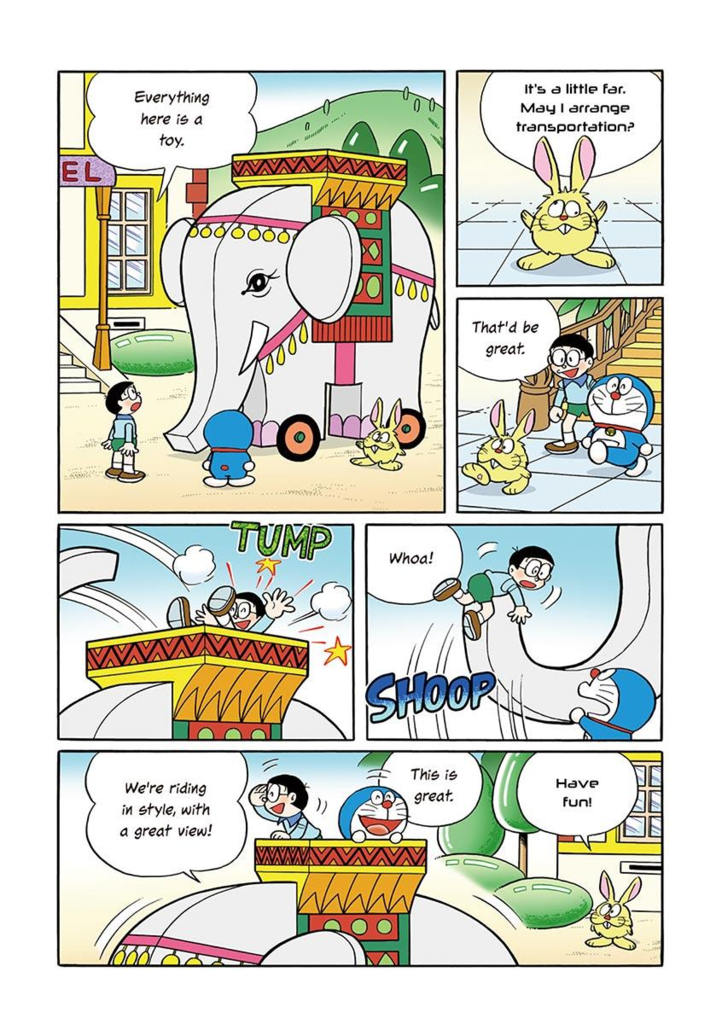 It's a little far.
May I arrange
transportation?
That'd be
great.
Everything
here is a
toy.
EL
Whoa!
SHOOP
TUMP
Have
fun!
This is
great.
We're riding
in style, with
a great view!